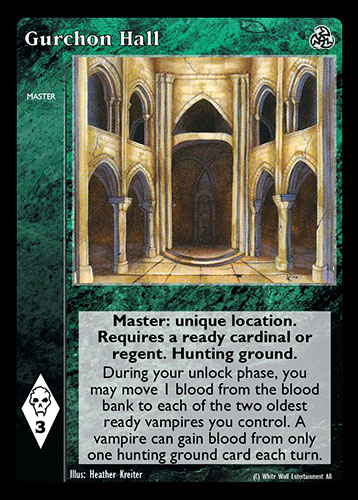 Gurchon Hall
MASTER
Master: unique location.
Requires a ready cardinal or
regent. Hunting ground.
During your unlock phase, you
may move 1 blood from the blood
bank to each of the two oldest
ready vampires you control. A
vampire can gain blood from only
one hunting ground card each turn.
3
Illus: Heather Kreiter
(C) White Wolf Entertainment AB